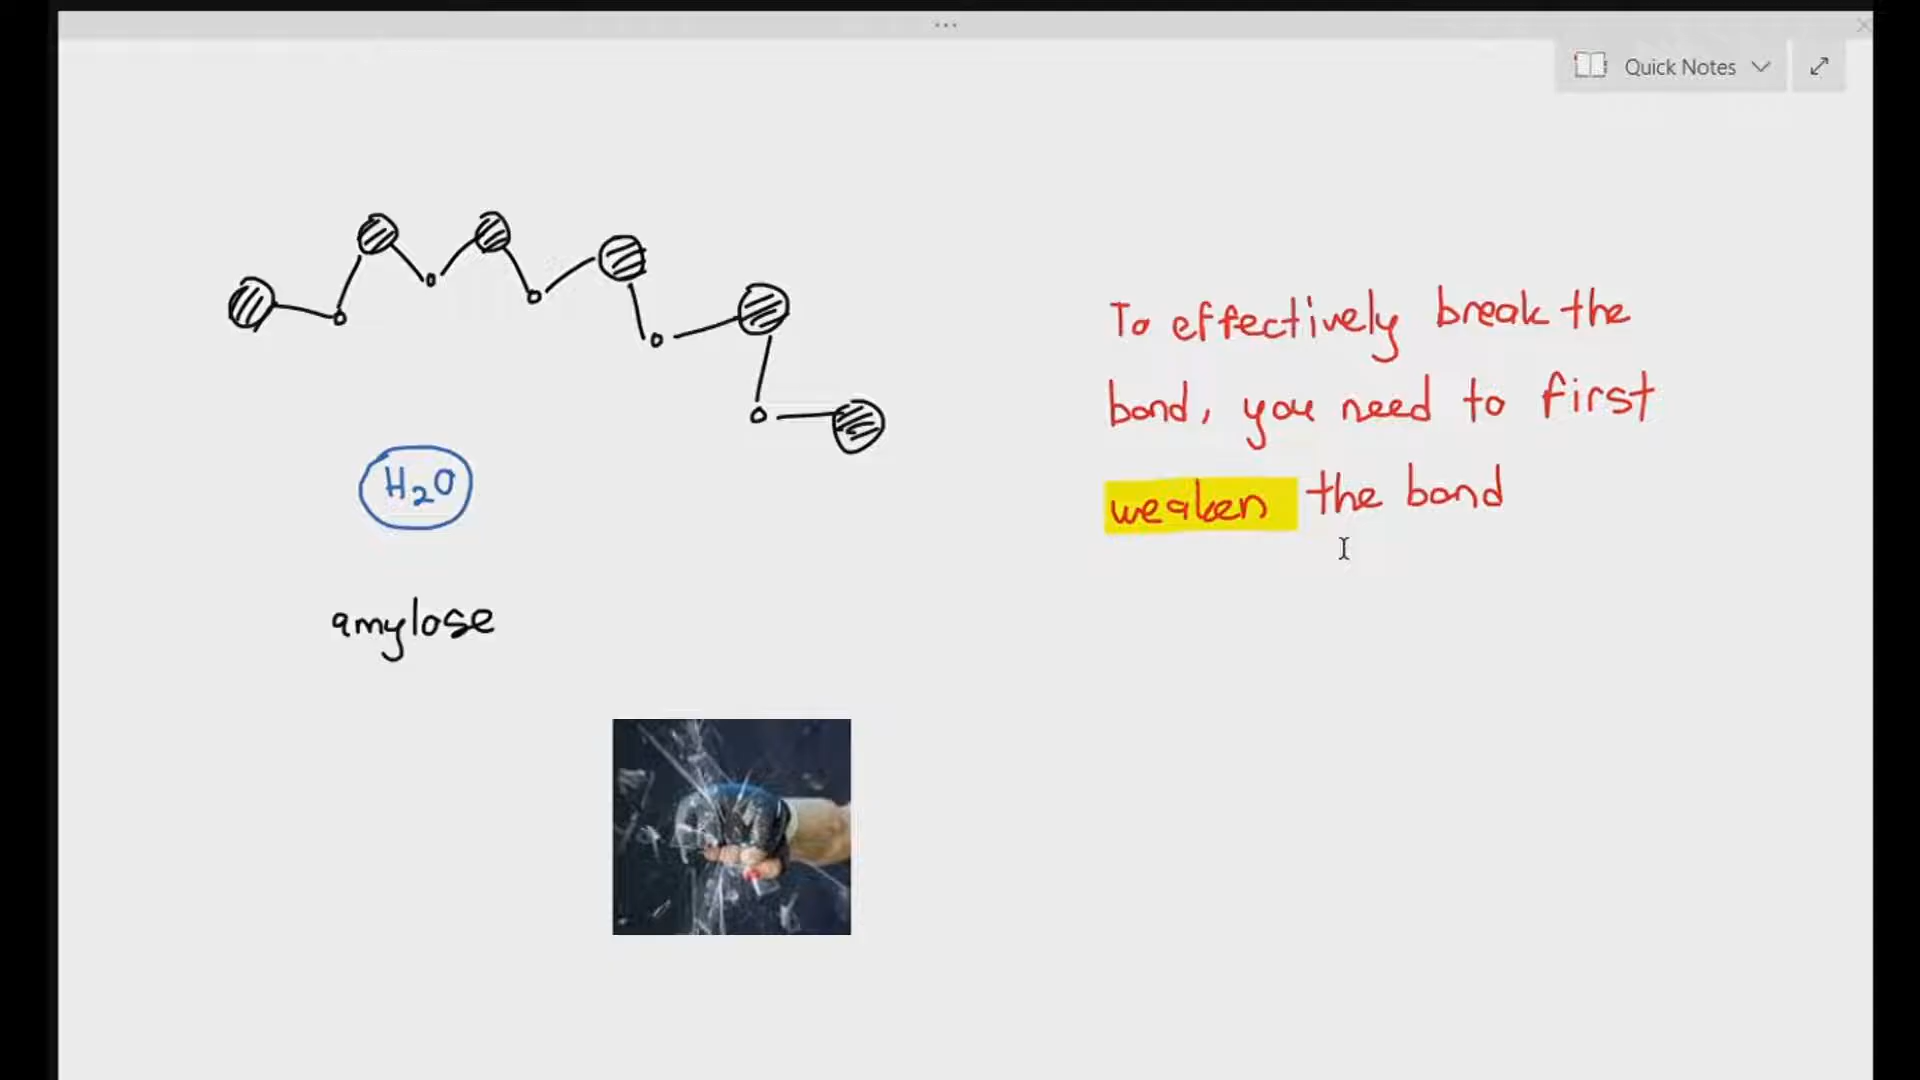 Quick Notes
To effectively break the
bond, you need to first
weaken the bond
H₂O
amylose